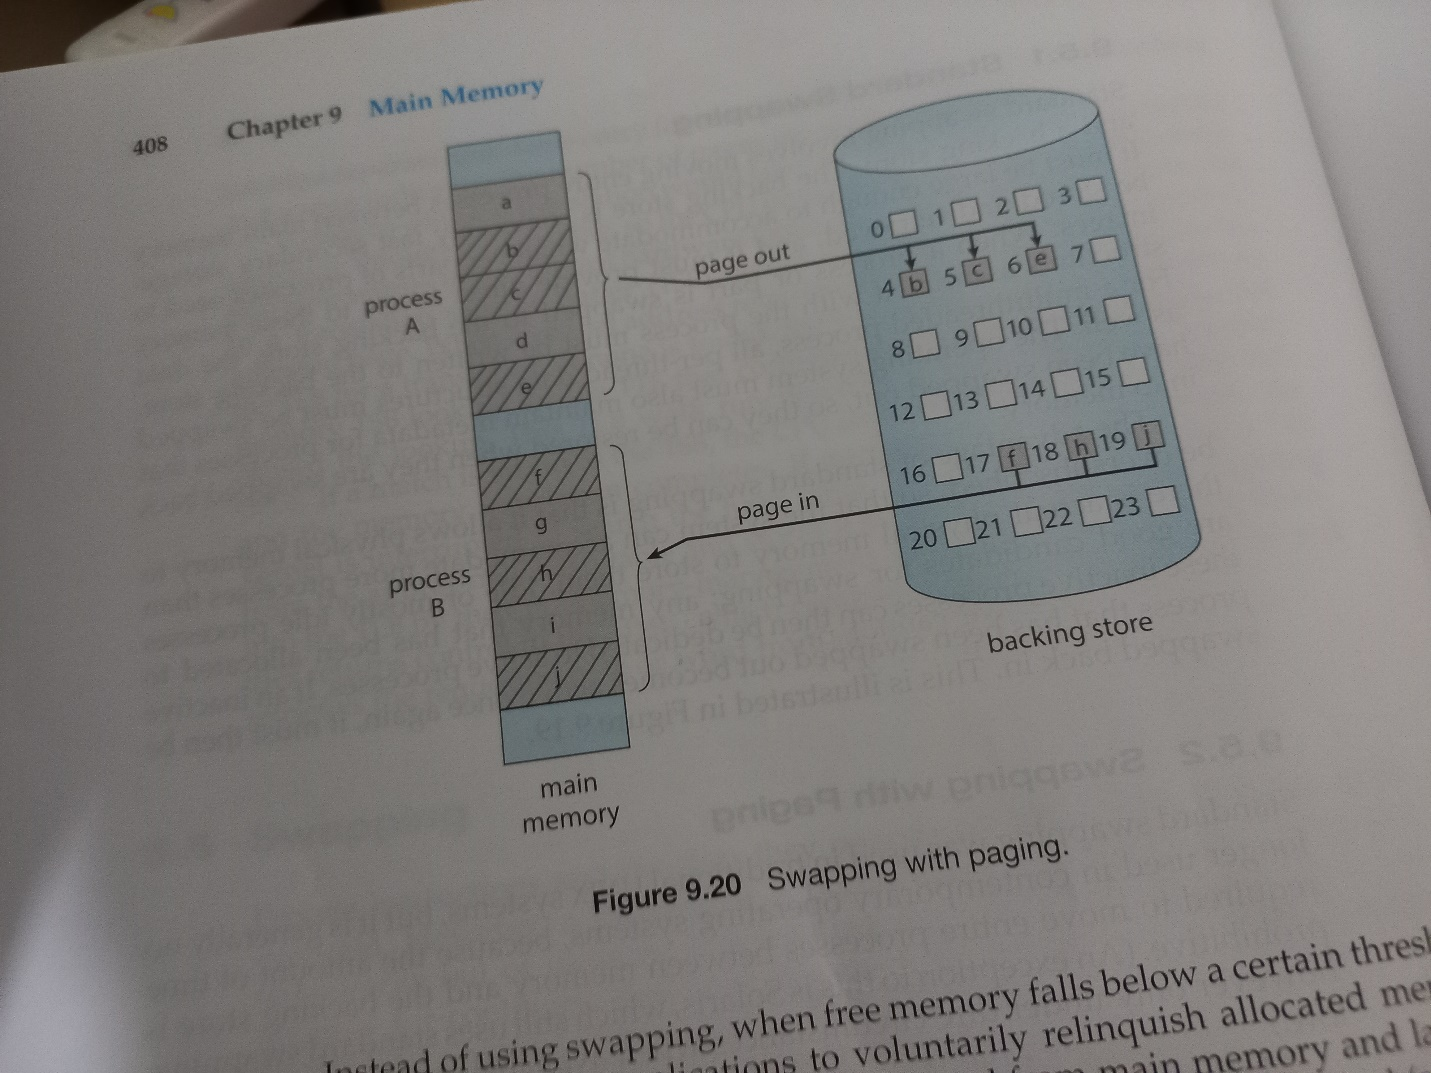 408 Chapter 9 Main Memory
a
b
c
d
e
process
A
f
g
h
i
j
process
B
main
memory
page out
page in
0 1 2 3
4 b 5 c 6 e 7
8 9 10 11
12 13 14 15
16 17 f 18 h 19 j
20 21 22 23
backing store
Figure 9.20 Swapping with paging.
Instead of using swapping, when free memory falls below a certain
to voluntarily relinquish allocated
main memory and